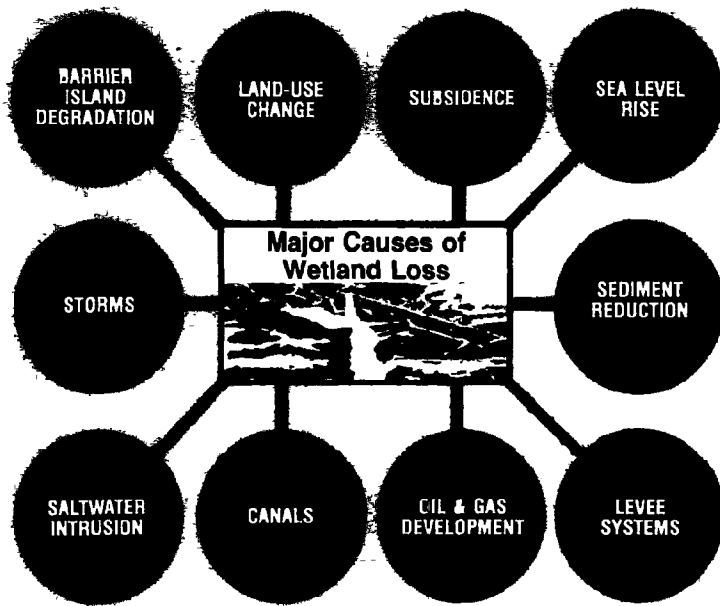 BARRIER
ISLAND
DEGRADATION
LAND-USE
CHANGE
SUBSIDENCE
SEA LEVEL
RISE
Major Causes of
Wetland Loss
STORMS
SEDIMENT
REDUCTION
SALTWATER
INTRUSION
CANALS
OIL & GAS
DEVELOPMENT
LEVEE
SYSTEMS